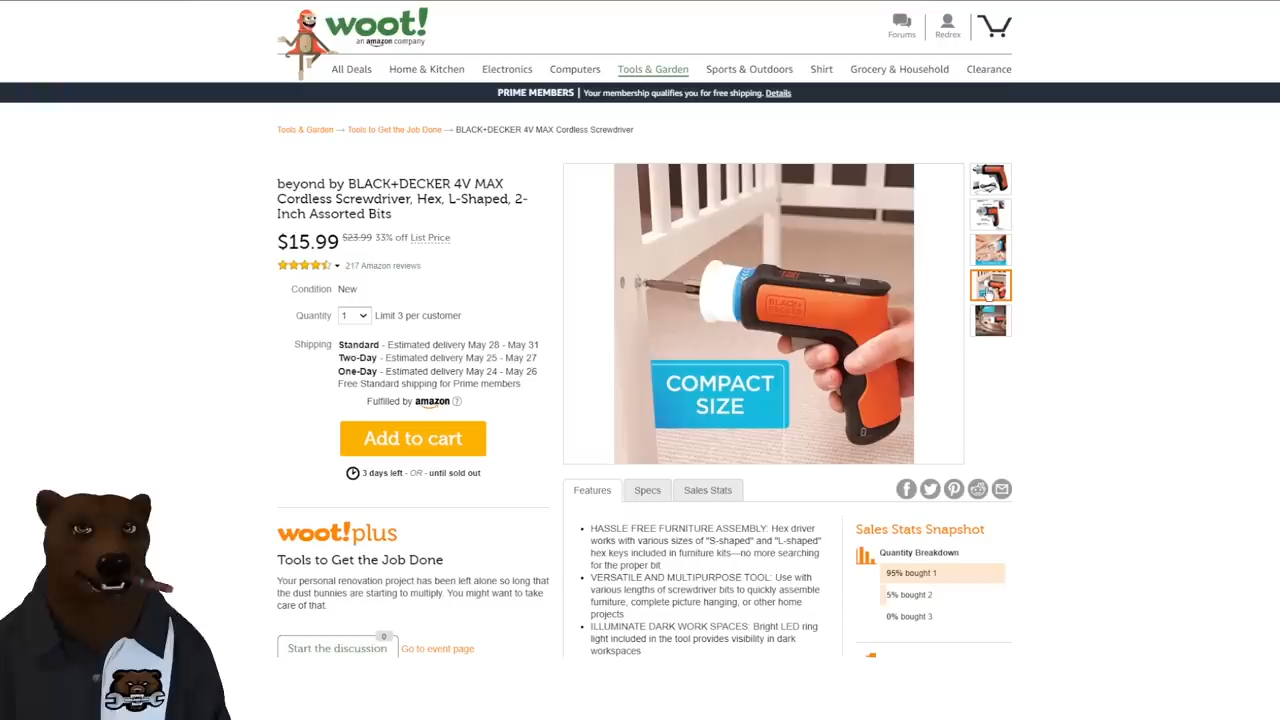 woot!
an amazon company
Forums
Redrex
All Deals
Home & Kitchen
Electronics
Computers
Tools & Garden
Sports & Outdoors
Shirt
Grocery & Household
Clearance
PRIME MEMBERS | Your membership qualifies you for free shipping. Details
Tools & Garden → Tools to Get the Job Done → BLACK+DECKER 4V MAX Cordless Screwdriver
beyond by BLACK+DECKER 4V MAX
Cordless Screwdriver, Hex, L-Shaped, 2-
Inch Assorted Bits
$15.99 $23.99 33% off List Price
217 Amazon reviews
Condition New
Quantity 1 Limit 3 per customer
Shipping Standard - Estimated delivery May 28 - May 31
Two-Day - Estimated delivery May 25 - May 27
One-Day - Estimated delivery May 24 - May 26
Free Standard shipping for Prime members
Fulfilled by amazon ?
Add to cart
3 days left - OR - until sold out
BLACK+DECKER
COMPACT
SIZE
woot!plus
Tools to Get the Job Done
Your personal renovation project has been left alone so long that
the dust bunnies are starting to multiply. You might want to take
care of that.
0
Start the discussion
Go to event page
Features
Specs
Sales Stats
HASSLE FREE FURNITURE ASSEMBLY: Hex driver
works with various sizes of "S-shaped" and "L-shaped"
hex keys included in furniture kits—no more searching
for the proper bit
VERSATILE AND MULTIPURPOSE TOOL: Use with
various lengths of screwdriver bits to quickly assemble
furniture, complete picture hanging, or other home
projects
ILLUMINATE DARK WORK SPACES: Bright LED ring
light included in the tool provides visibility in dark
workspaces
Sales Stats Snapshot
Quantity Breakdown
95% bought 1
5% bought 2
0% bought 3